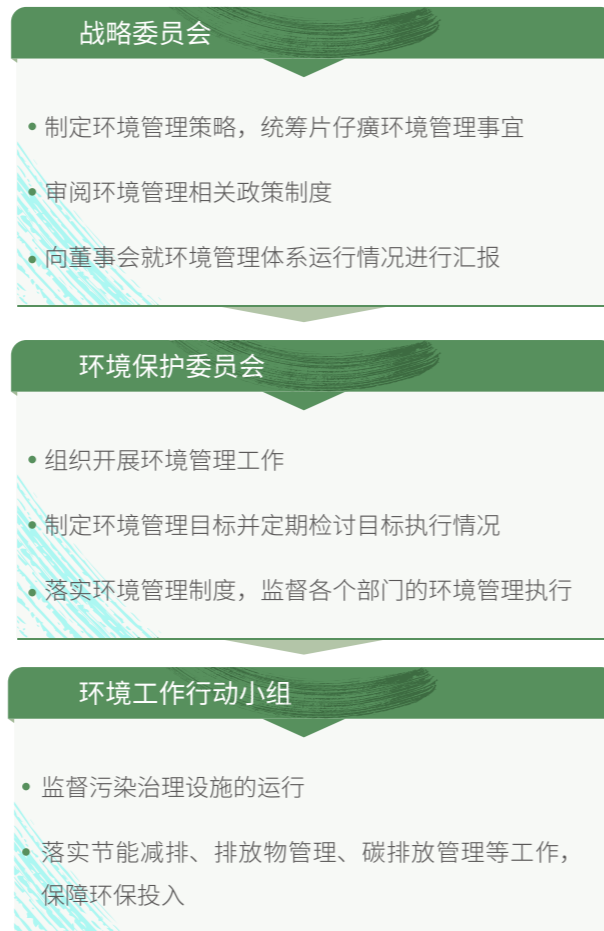 战略委员会
制定环境管理策略，统筹片仔癀环境管理事宜
审阅环境管理相关政策制度
向董事会就环境管理体系运行情况进行汇报
环境保护委员会
组织开展环境管理工作
制定环境管理目标并定期检讨目标执行情况
落实环境管理制度，监督各个部门的环境管理执行
环境工作行动小组
监督污染治理设施的运行
落实节能减排、排放物管理、碳排放管理等工作，
保障环保投入